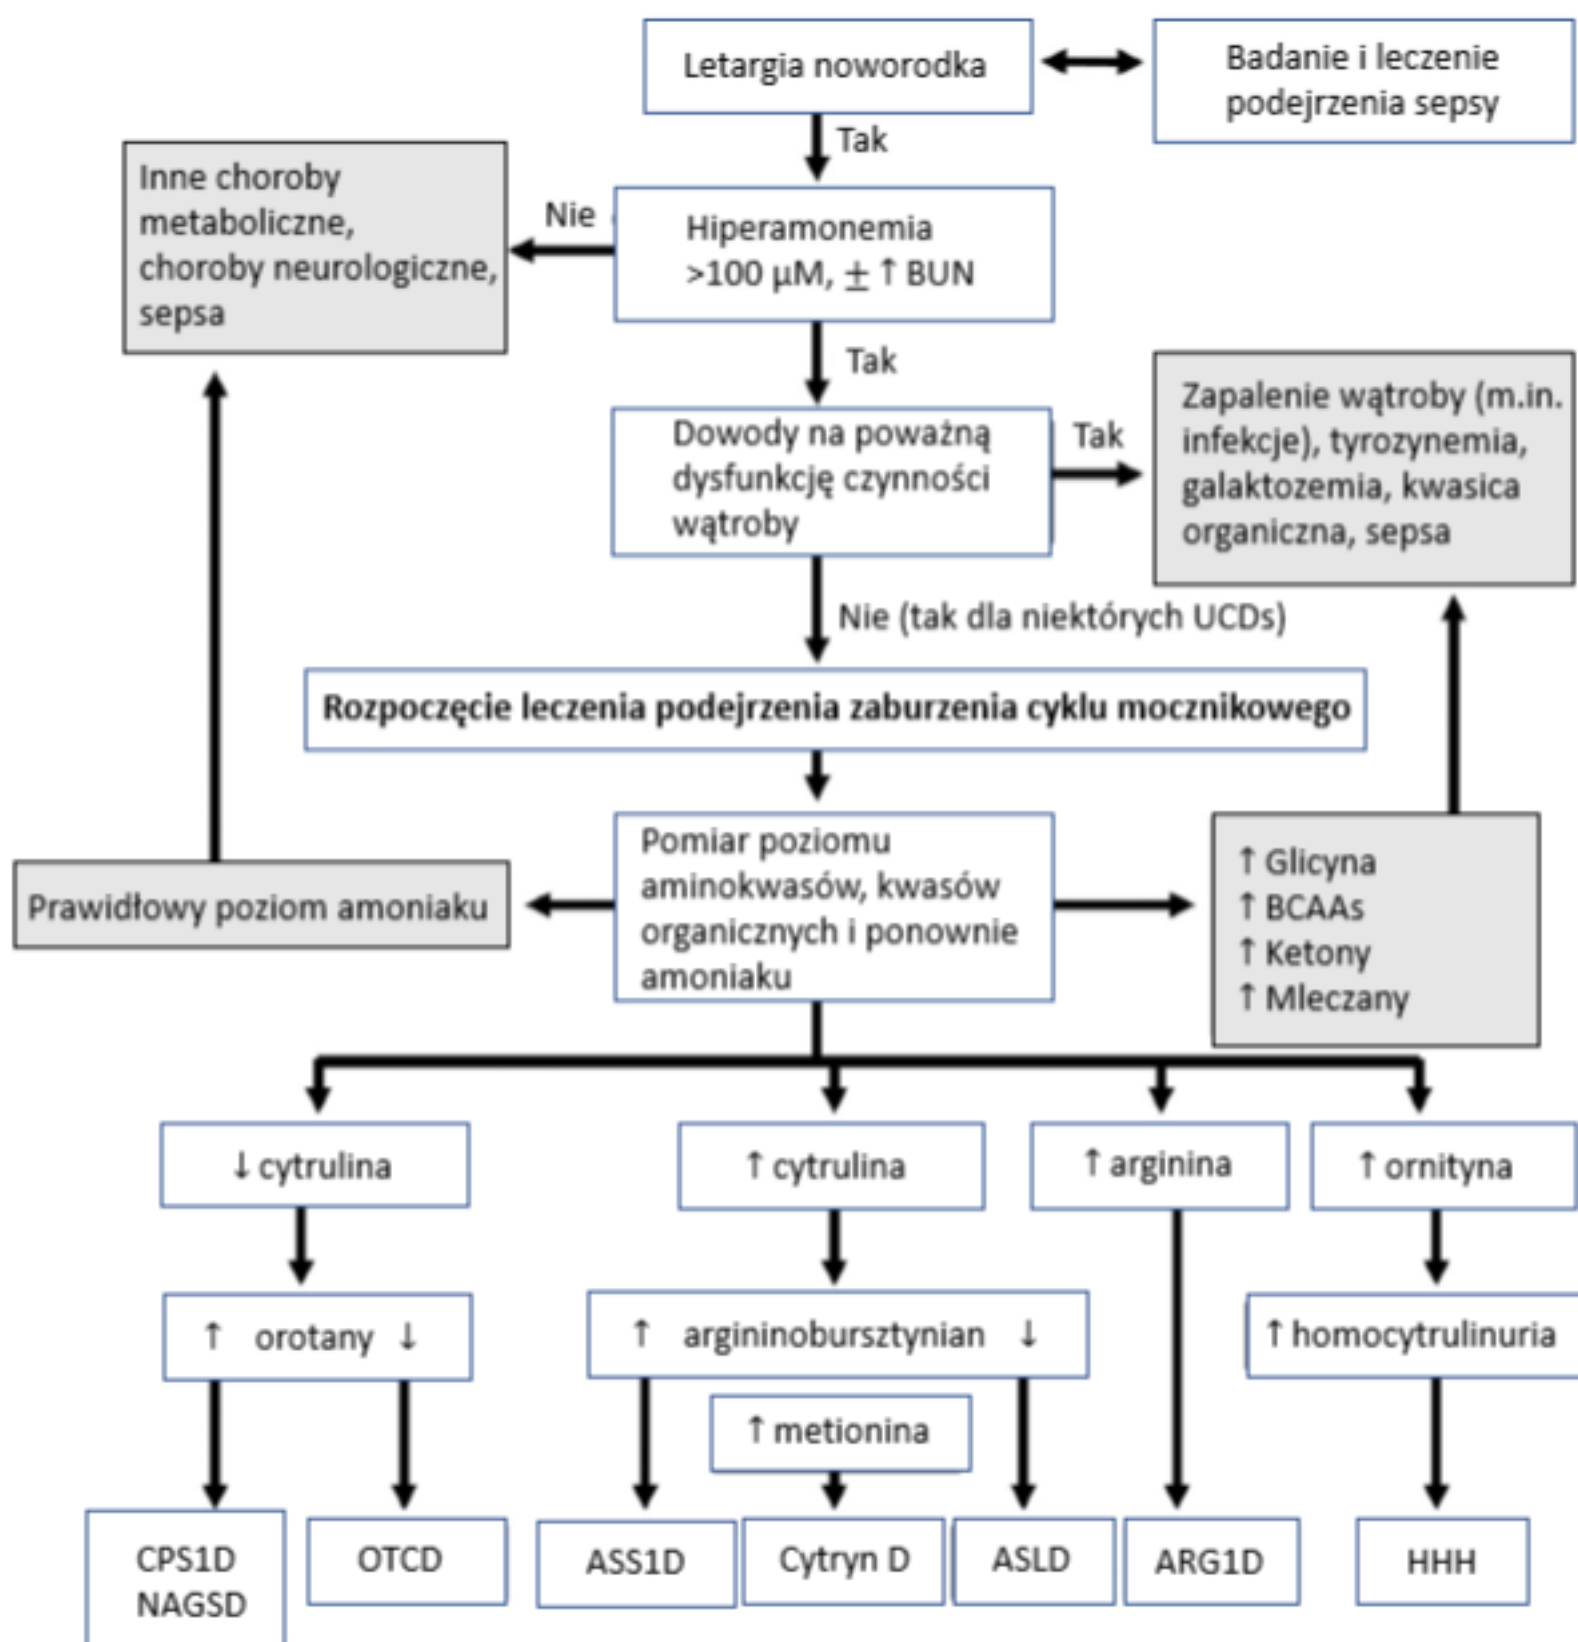 Letargia noworodka
Badanie i leczenie
podejrzenia sepsy
Tak
Inne choroby
metaboliczne,
choroby neurologiczne,
sepsa
Nie
Hiperamonemia
>100 µM, ± ↑ BUN
Tak
Dowody na poważną
dysfunkcję czynności
wątroby
Tak
Zapalenie wątroby (m.in.
infekcje), tyrozynemia,
galaktozemia, kwasica
organiczna, sepsa
Nie (tak dla niektórych UCDs)
Rozpoczęcie leczenia podejrzenia zaburzenia cyklu mocznikowego
Prawidłowy poziom amoniaku
Pomiar poziomu
aminokwasów, kwasów
organicznych i ponownie
amoniaku
↑ Glicyna
↑ BCAAs
↑ Ketony
↑ Mleczany
↓ cytrulina
↑ cytrulina
↑ arginina
↑ ornityna
↑ orotany ↓
↑ argininobursztynian ↓
↑ homocytrulinuria
↑ metionina
CPS1D
NAGSD
OTCD
ASS1D
Cytryn D
ASLD
ARG1D
HHH